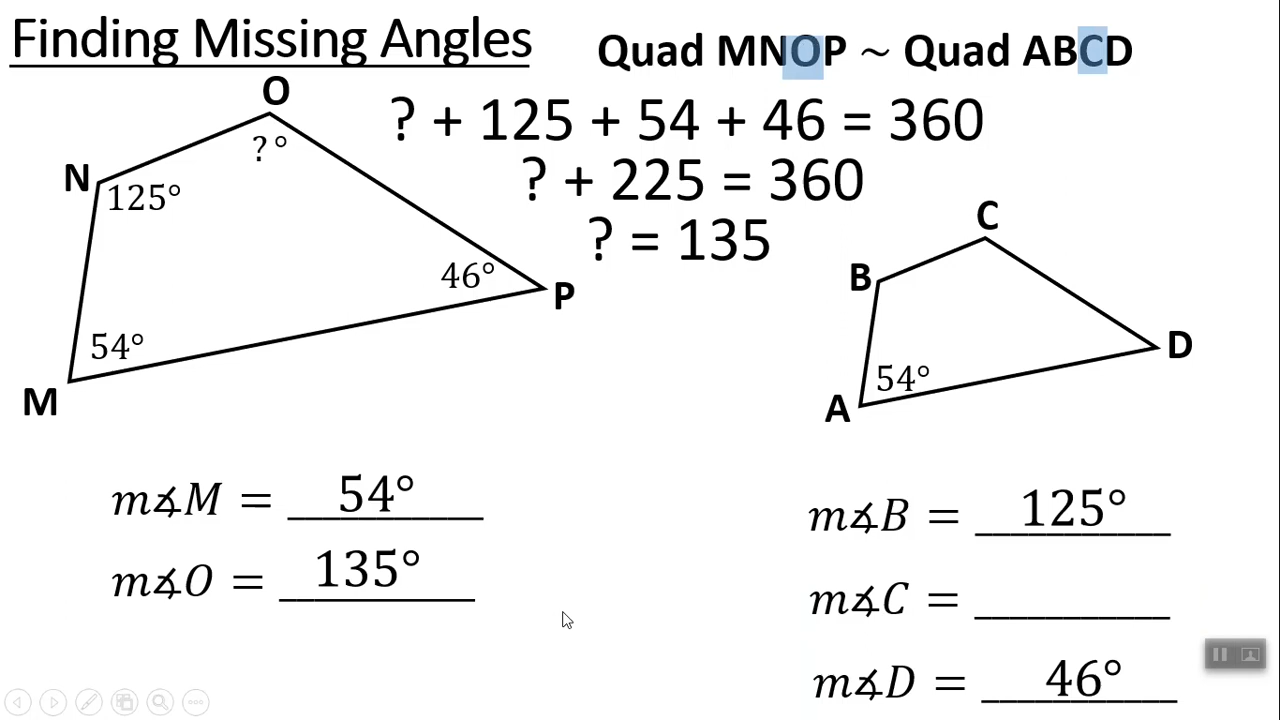 Finding Missing Angles
Quad MNOP ~ Quad ABCD
? + 125 + 54 + 46 = 360
? + 225 = 360
? = 135
O
?°
N
125°
46°
P
54°
M
C
B
D
54°
A
m∡M = 54°
m∡O = 135°
m∡B = 125°
m∡C = ___________
m∡D = 46°